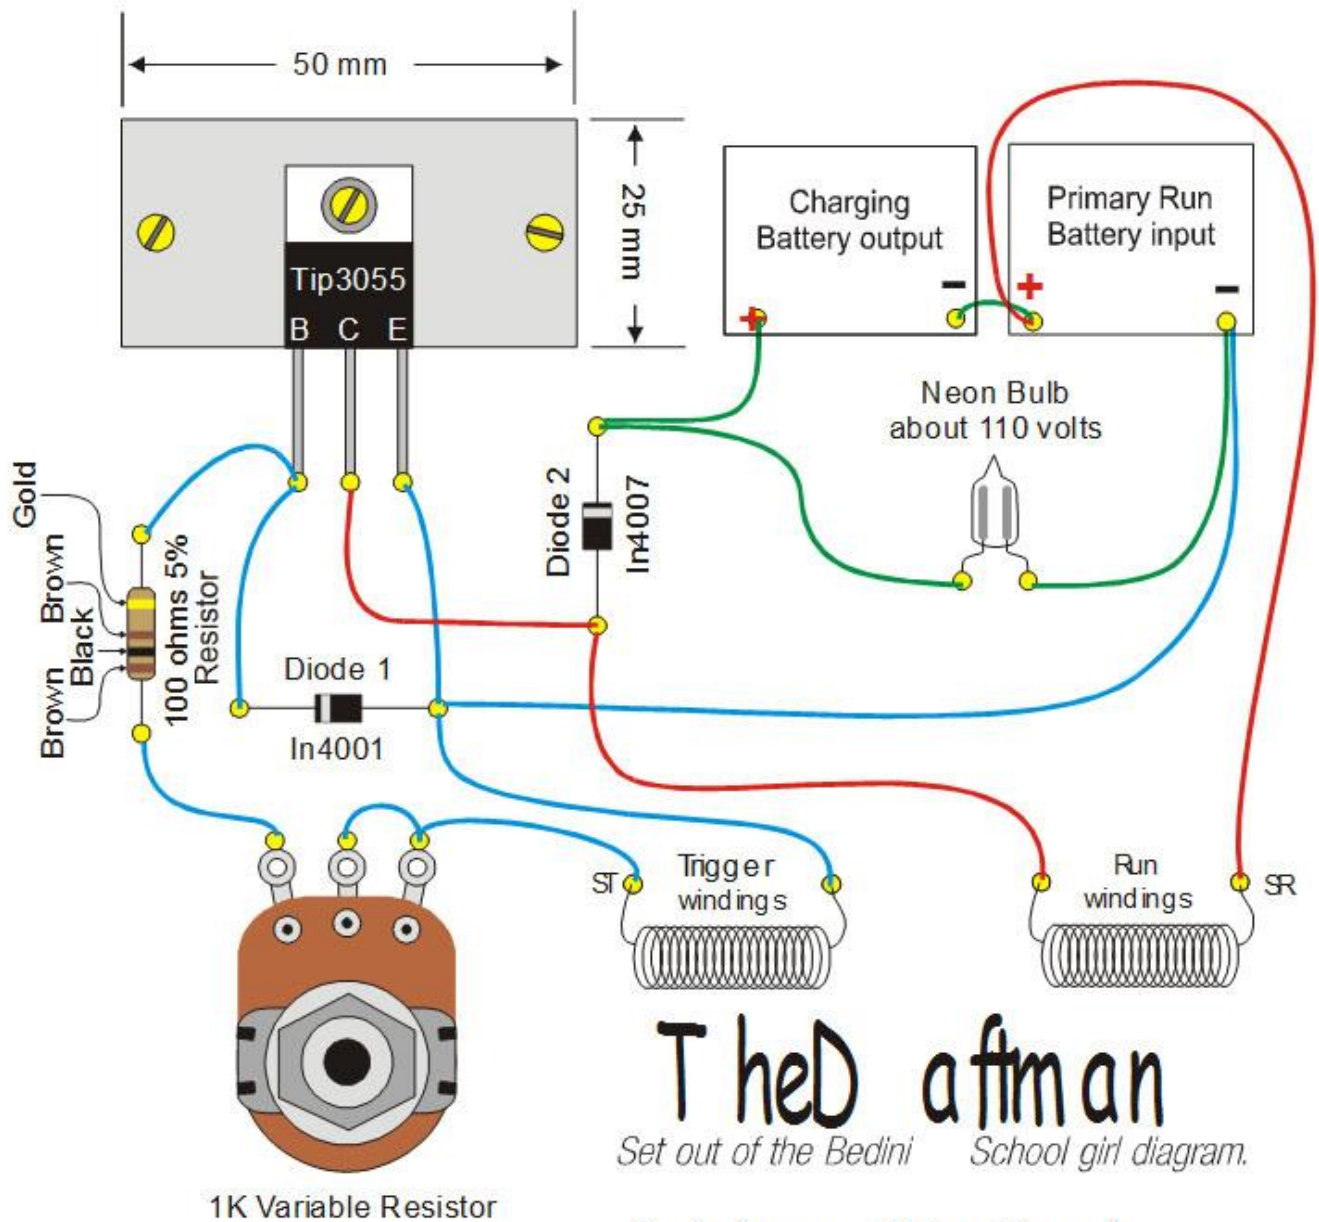 50 mm
25 mm
Tip3055
B C E
Charging
Battery output
+
-
Primary Run
Battery input
+
-
Neon Bulb
about 110 volts
Diode 2
In4007
Gold
Brown
Black
Brown
100 ohms 5%
Resistor
Diode 1
In4001
ST
Trigger
windings
Run
windings
SR
1K Variable Resistor
T heD aftman
Set out of the Bedini School girl diagram.